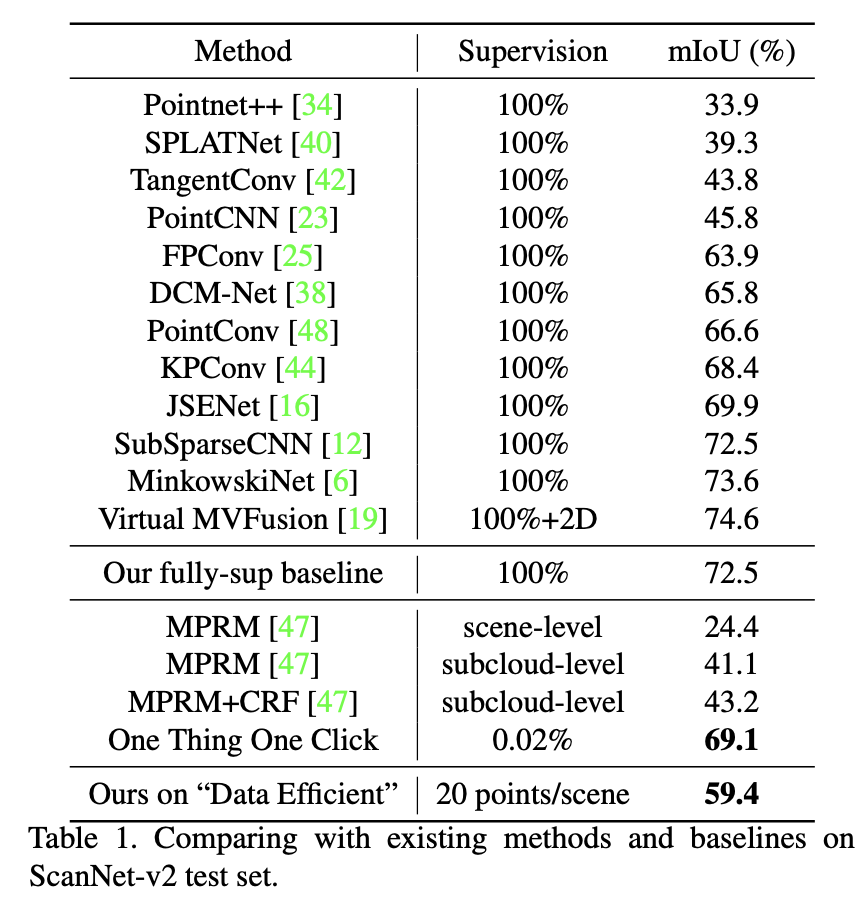 Method Supervision mIoU (%)
Pointnet++ [34] 100% 33.9
SPLATNet [40] 100% 39.3
TangentConv [42] 100% 43.8
PointCNN [23] 100% 45.8
FPConv [25] 100% 63.9
DCM-Net [38] 100% 65.8
PointConv [48] 100% 66.6
KPConv [44] 100% 68.4
JSENet [16] 100% 69.9
SubSparseCNN [12] 100% 72.5
MinkowskiNet [6] 100% 73.6
Virtual MVFusion [19] 100%+2D 74.6
Our fully-sup baseline 100% 72.5
MPRM [47] scene-level 24.4
MPRM [47] subcloud-level 41.1
MPRM+CRF [47] subcloud-level 43.2
One Thing One Click 0.02% 69.1
Ours on “Data Efficient” 20 points/scene 59.4
Table 1. Comparing with existing methods and baselines on
ScanNet-v2 test set.